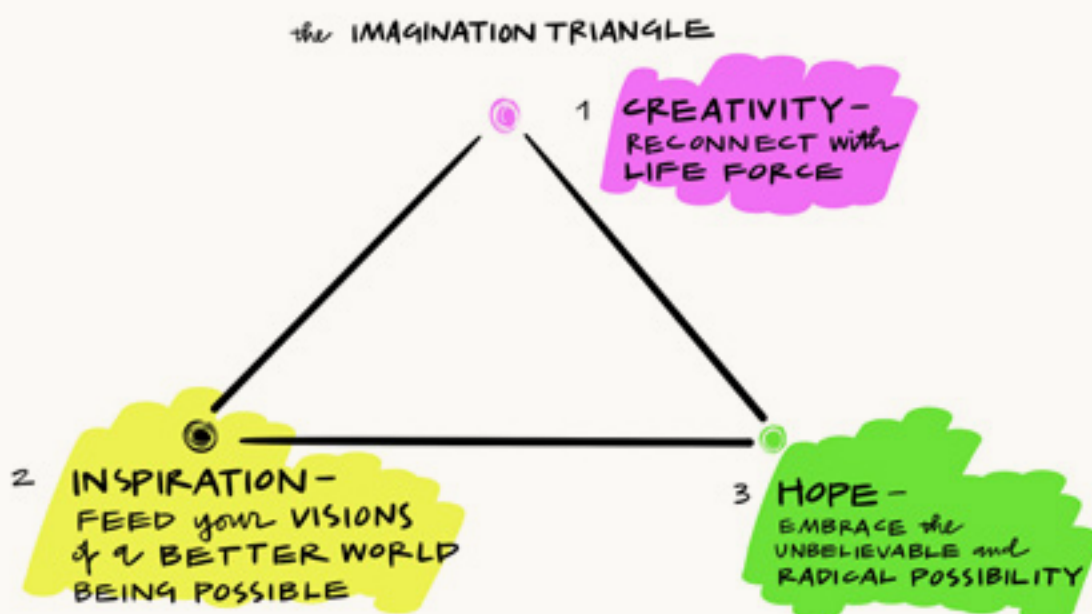 the IMAGINATION TRIANGLE
1 CREATIVITY–
RECONNECT with
LIFE FORCE
2 INSPIRATION–
FEED your VISIONS
of a BETTER WORLD
BEING POSSIBLE
3 HOPE–
EMBRACE the
UNBELIEVABLE and
RADICAL POSSIBILITY